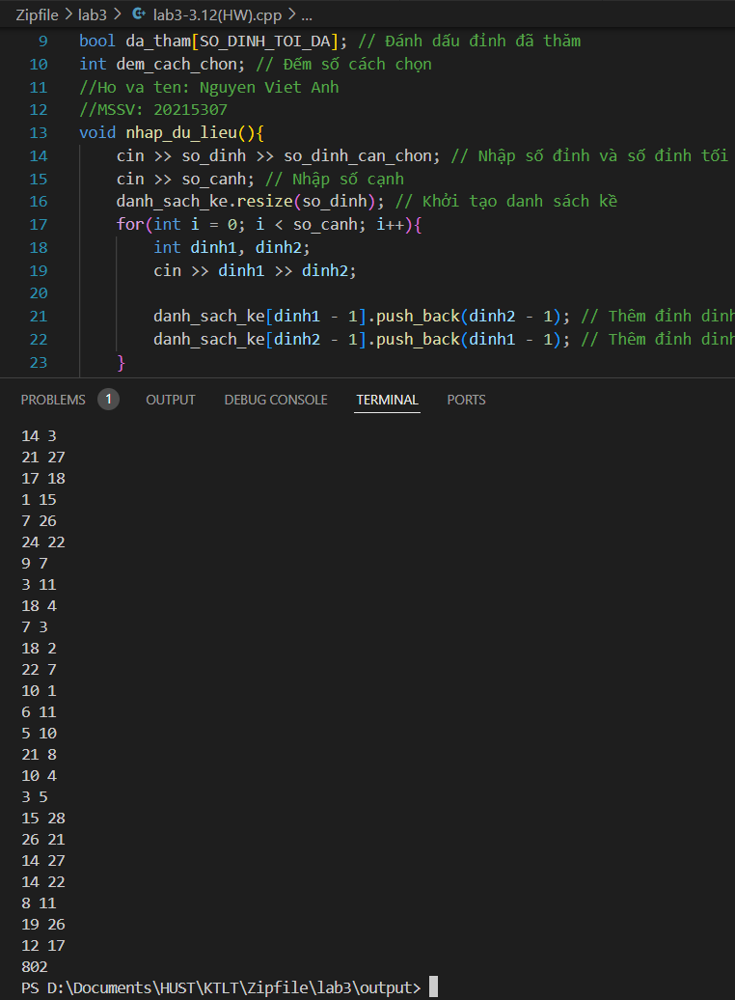 Zipfile > lab3 > lab3-3.12(HW).cpp > ...
9 bool da_tham[SO_DINH_TOI_DA]; // Đánh dấu đỉnh đã thăm
10 int dem_cach_chon; // Đếm số cách chọn
11 //Ho va ten: Nguyen Viet Anh
12 //MSSV: 20215307
13 void nhap_du_lieu(){
14 cin >> so_dinh >> so_dinh_can_chon; // Nhập số đỉnh và số đỉnh tối
15 cin >> so_canh; // Nhập số cạnh
16 danh_sach_ke.resize(so_dinh); // Khởi tạo danh sách kề
17 for(int i = 0; i < so_canh; i++){
18 int dinh1, dinh2;
19 cin >> dinh1 >> dinh2;
20
21 danh_sach_ke[dinh1 - 1].push_back(dinh2 - 1); // Thêm đỉnh dinh
22 danh_sach_ke[dinh2 - 1].push_back(dinh1 - 1); // Thêm đỉnh dinh
23 }
PROBLEMS 1 OUTPUT DEBUG CONSOLE TERMINAL PORTS
14 3
21 27
17 18
1 15
7 26
24 22
9 7
3 11
18 4
7 3
18 2
22 7
10 1
6 11
5 10
21 8
10 4
3 5
15 28
26 21
14 27
14 22
8 11
19 26
12 17
802
PS D:\Documents\HUST\KTLT\Zipfile\lab3\output>